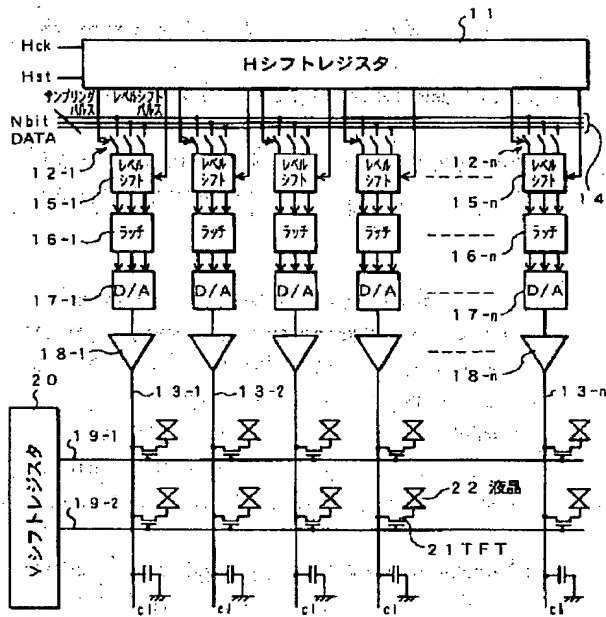 11
Hck
Hシフトレジスタ
Hst
サンプリング
パルス
レベルシフト
パルス
Nbit
DATA
12-1
12-n
14
レベル
シフト
レベル
シフト
レベル
シフト
レベル
シフト
レベル
シフト
15-1
15-n
ラッチ
ラッチ
ラッチ
ラッチ
ラッチ
16-1
16-n
D/A
D/A
D/A
D/A
D/A
17-1
17-n
18-1
18-n
20
13-1
13-2
13-n
Vシフトレジスタ
19-1
19-2
22 液晶
21 TFT
cl
cl
cl
cl